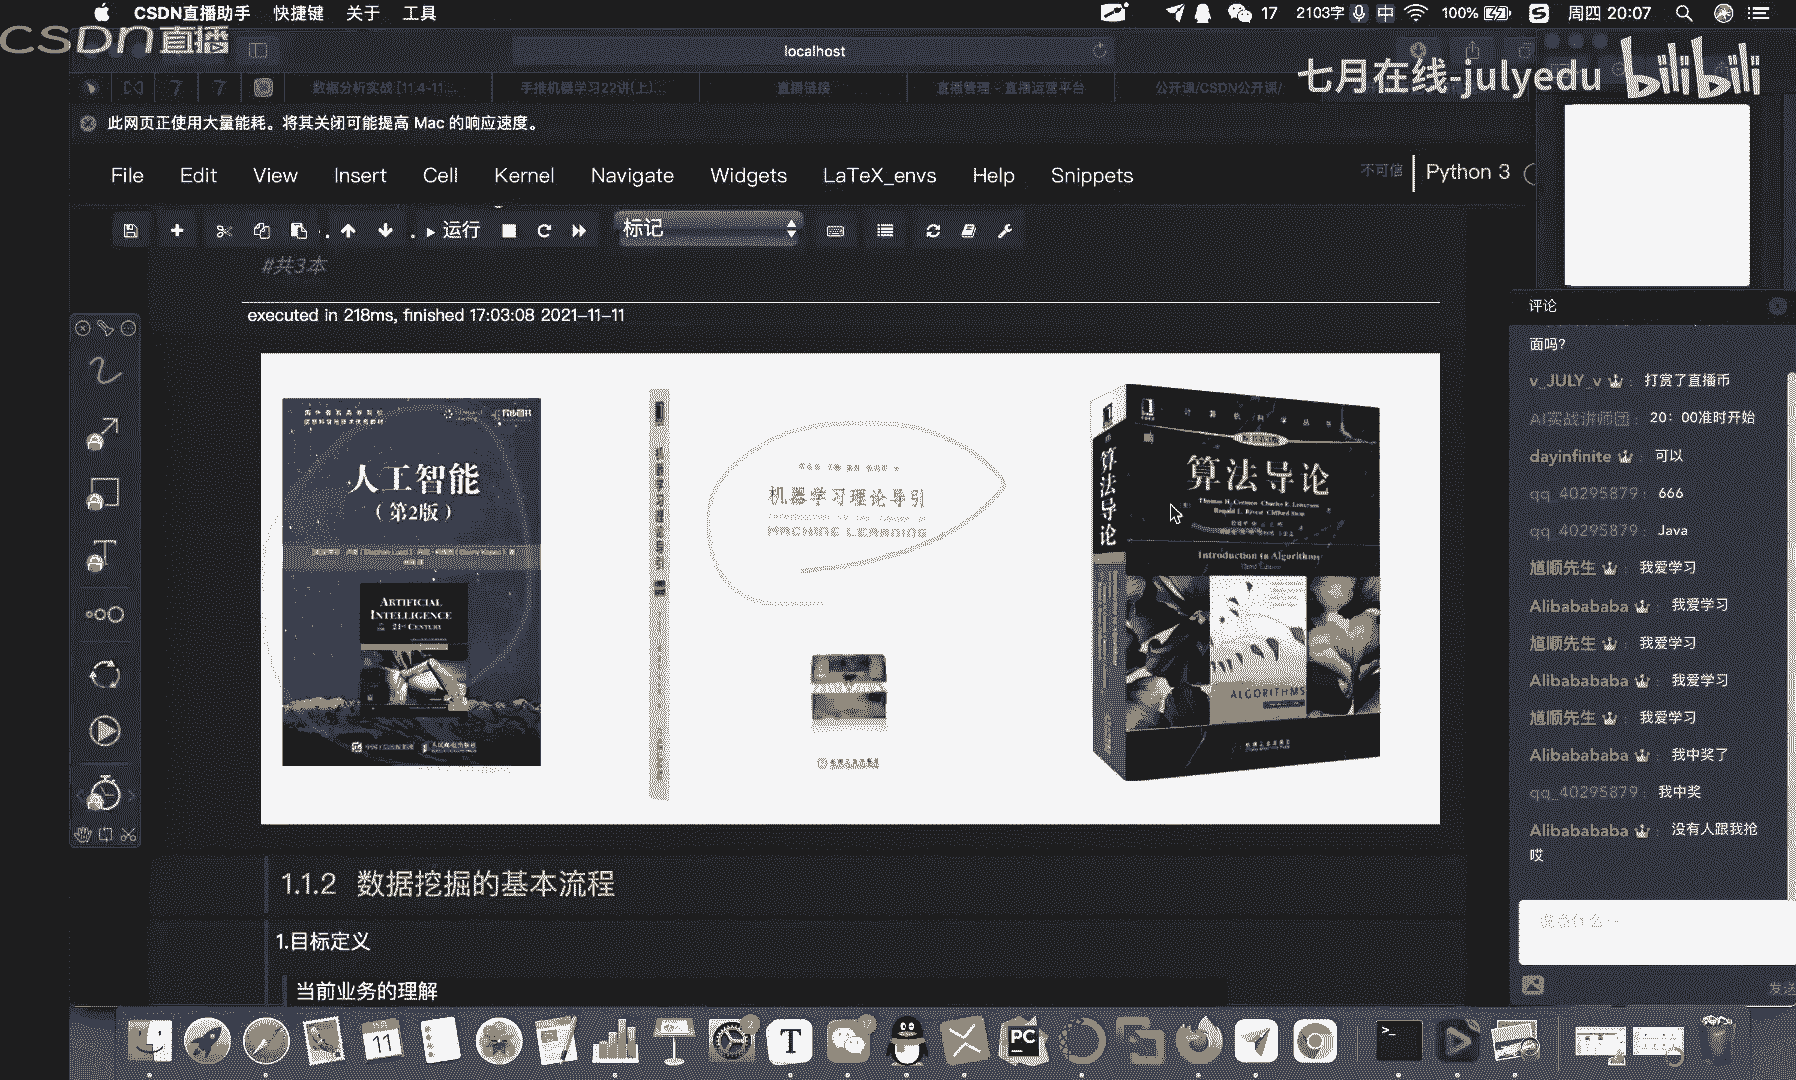 CSDN直播助手 快捷键 关于 工具
17 2103字 中 100% 周四 20:07
CSDN直播
localhost
七月在线-julyedu bilibili
数据分析实战 [11.4-11... 手推机器学习22讲(上)... 直播链接 直播管理 - 直播运营平台 公开课/CSDN公开课/
此网页正使用大量能耗。将其关闭可能提高 Mac 的响应速度。
File Edit View Insert Cell Kernel Navigate Widgets LaTeX_envs Help Snippets
不可信 Python 3
运行 标记
#共3本
executed in 218ms, finished 17:03:08 2021-11-11
人工智能
(第2版)
ARTIFICIAL
INTELLIGENCE
21st CENTURY
机器学习理论导引
MACHINE LEARNING
算法导论
算法导论
Introduction to Algorithms
ALGORITHMS
1.1.2 数据挖掘的基本流程
1.目标定义
当前业务的理解
评论
面吗?
v_JULY_v : 打赏了直播币
AI实战讲师团 : 20：00准时开始
dayinfinite : 可以
qq_40295879 : 666
qq_40295879 : Java
馗顺先生 : 我爱学习
Alibabababa : 我爱学习
馗顺先生 : 我爱学习
Alibabababa : 我爱学习
馗顺先生 : 我爱学习
Alibabababa : 我中奖了
qq_40295879 : 我中奖
Alibabababa : 没有人跟我抢
哎
说点什么...
发送
11
T
PC